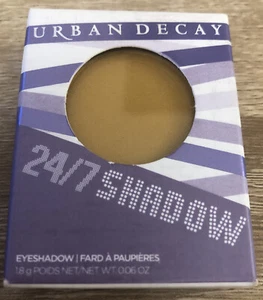 URBAN DECAY
24/7 SHADOW
EYESHADOW | FARD À PAUPIÈRES
1.8 g POIDS NET/NET WT. 0.06 OZ